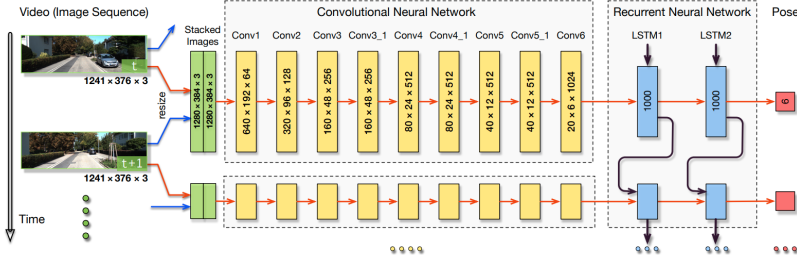 Video (Image Sequence)
Convolutional Neural Network
Recurrent Neural Network
Pose
Stacked
Images
Conv1
Conv2
Conv3
Conv3_1
Conv4
Conv4_1
Conv5
Conv5_1
Conv6
LSTM1
LSTM2
t
1241 × 376 × 3
resize
1280 × 384 × 3
1280 × 384 × 3
640 × 192 × 64
320 × 96 × 128
160 × 48 × 256
160 × 48 × 256
80 × 24 × 512
80 × 24 × 512
40 × 12 × 512
40 × 12 × 512
20 × 6 × 1024
1000
1000
6
t+1
1241 × 376 × 3
Time